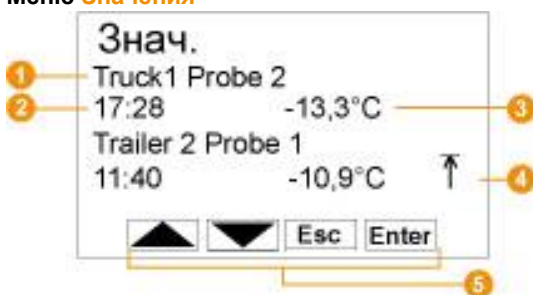 Меню Значения
Знач.
1 Truck1 Probe 2
2 17:28 -13,3°C 3
Trailer 2 Probe 1
11:40 -10,9°C 4
Esc Enter
5